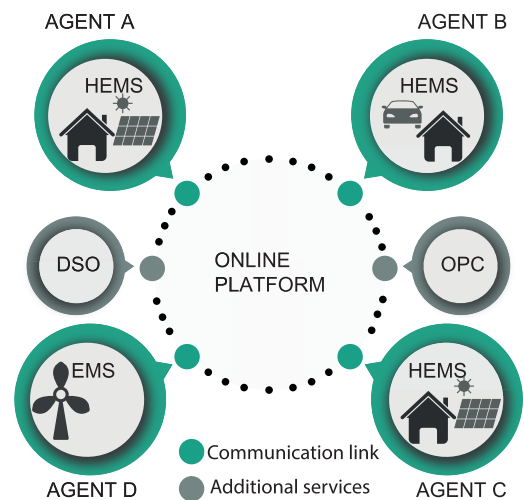 AGENT A
AGENT B
HEMS
HEMS
DSO
ONLINE
PLATFORM
OPC
EMS
HEMS
Communication link
Additional services
AGENT D
AGENT C